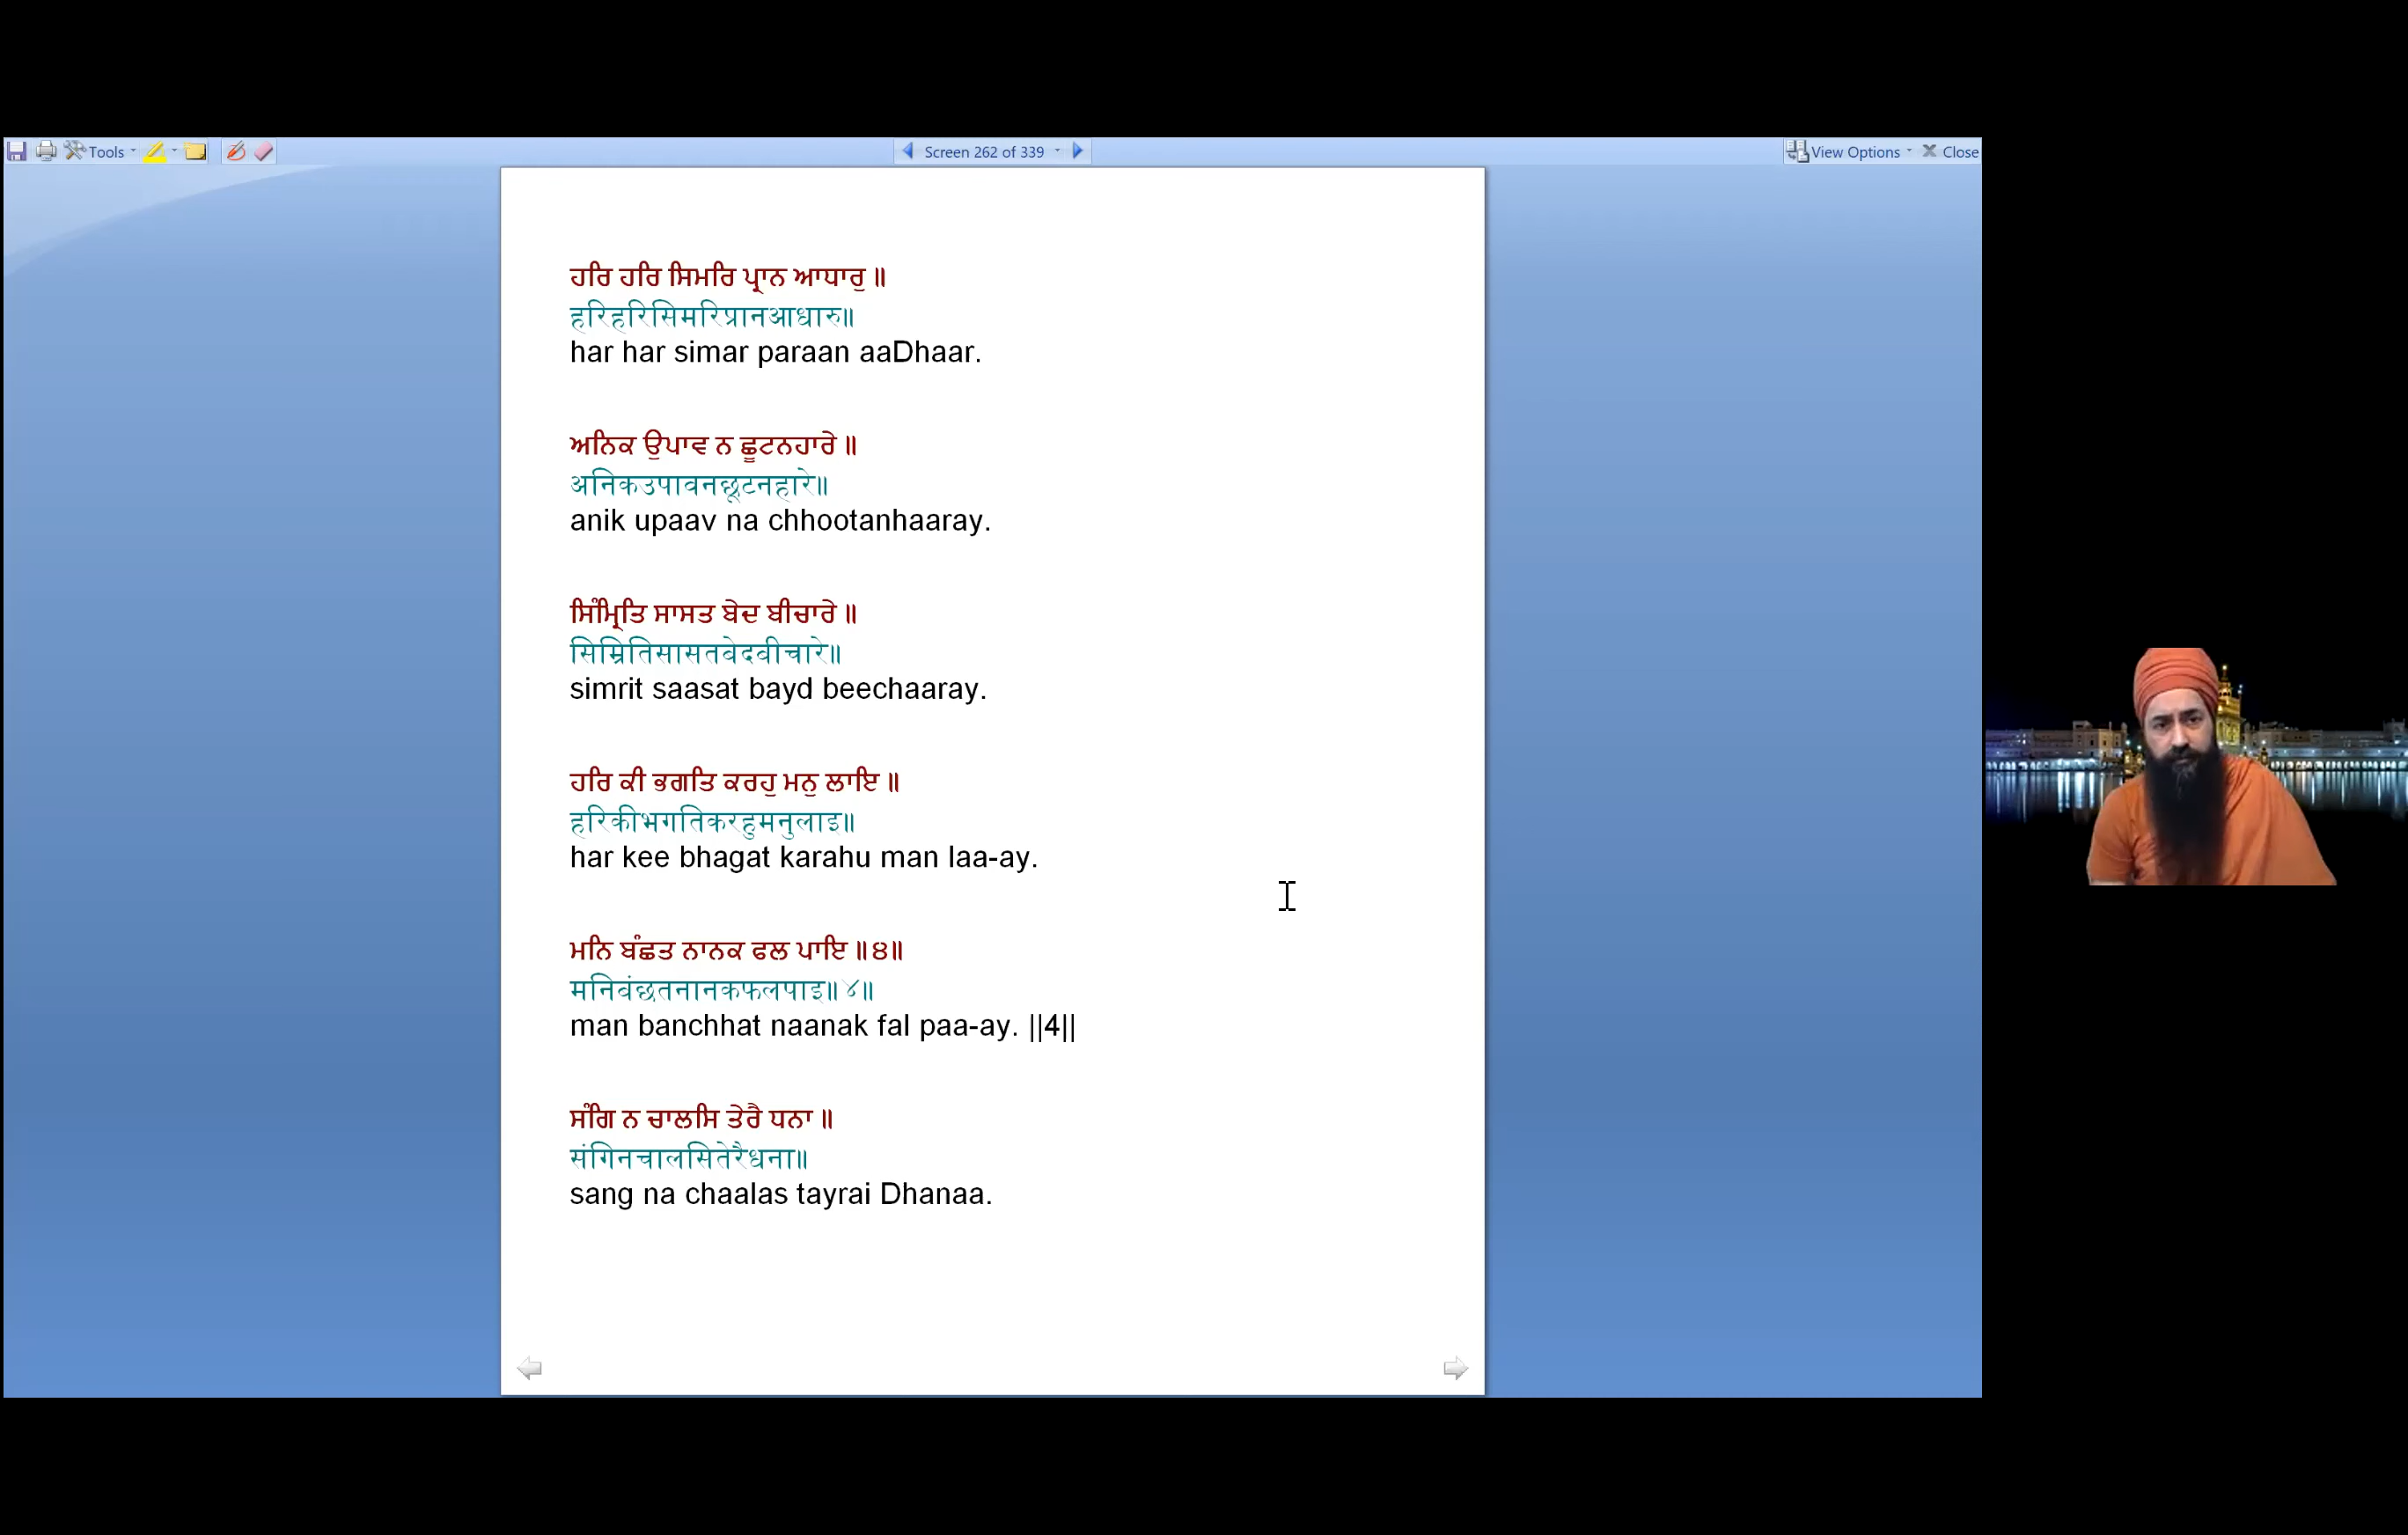 Tools
Screen 262 of 339
View Options
Close
ਹਰਿ ਹਰਿ ਸਿਮਰਿ ਪ੍ਰਾਨ ਆਧਾਰੁ ॥
हरिहरिसिमरिप्रानआधारु॥
har har simar paraan aaDhaar.
ਅਨਿਕ ਉਪਾਵ ਨ ਛੂਟਨਹਾਰੇ ॥
अनिकउपावनछूटनहारे॥
anik upaav na chhootanhaaray.
ਸਿੰਮ੍ਰਿਤਿ ਸਾਸਤ ਬੇਦ ਬੀਚਾਰੇ ॥
सिम्रितिसासतबेदबीचारे॥
simrit saasat bayd beechaaray.
ਹਰਿ ਕੀ ਭਗਤਿ ਕਰਹੁ ਮਨੁ ਲਾਇ ॥
हरिकीभगतिकरहुमनुलाइ॥
har kee bhagat karahu man laa-ay.
ਮਨਿ ਬੰਛਤ ਨਾਨਕ ਫਲ ਪਾਇ ॥੪॥
मनिबंछतनानकफलपाइ॥४॥
man banchhat naanak fal paa-ay. ||4||
ਸੰਗਿ ਨ ਚਾਲਸਿ ਤੇਰੈ ਧਨਾ ॥
संगिनचालसितेरैधना॥
sang na chaalas tayrai Dhanaa.